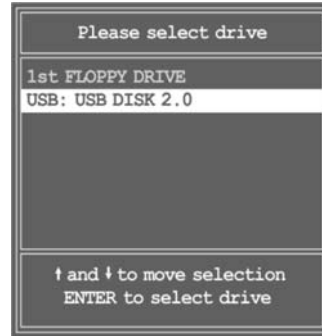 Please select drive
1st FLOPPY DRIVE
USB: USB DISK 2.0
↑ and ↓ to move selection
ENTER to select drive